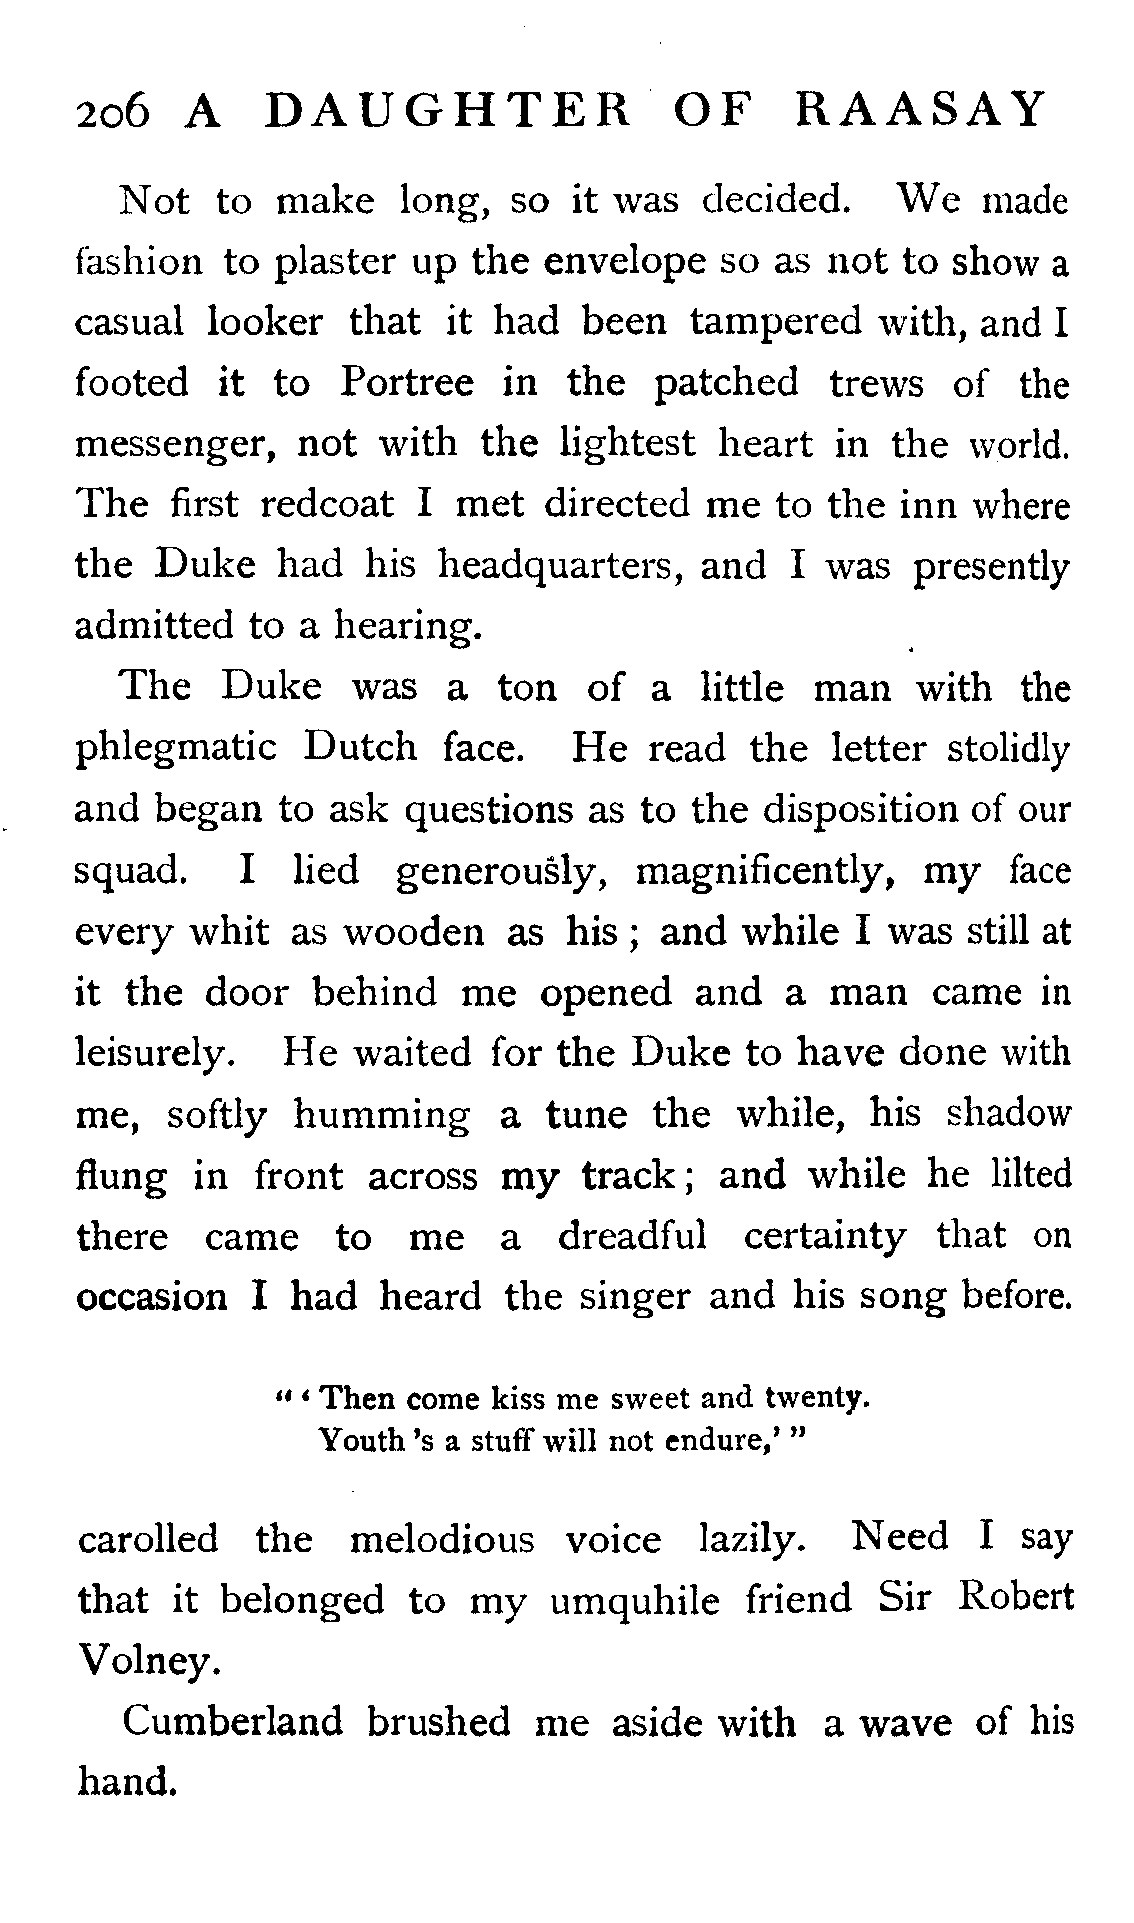 206 A DAUGHTER OF RAASAY
Not to make long, so it was decided. We made
fashion to plaster up the envelope so as not to show a
casual looker that it had been tampered with, and I
footed it to Portree in the patched trews of the
messenger, not with the lightest heart in the world.
The first redcoat I met directed me to the inn where
the Duke had his headquarters, and I was presently
admitted to a hearing.
The Duke was a ton of a little man with the
phlegmatic Dutch face. He read the letter stolidly
and began to ask questions as to the disposition of our
squad. I lied generously, magnificently, my face
every whit as wooden as his ; and while I was still at
it the door behind me opened and a man came in
leisurely. He waited for the Duke to have done with
me, softly humming a tune the while, his shadow
flung in front across my track ; and while he lilted
there came to me a dreadful certainty that on
occasion I had heard the singer and his song before.
“ ‘ Then come kiss me sweet and twenty.
Youth 's a stuff will not endure,’ ”
carolled the melodious voice lazily. Need I say
that it belonged to my umquhile friend Sir Robert
Volney.
Cumberland brushed me aside with a wave of his
hand.